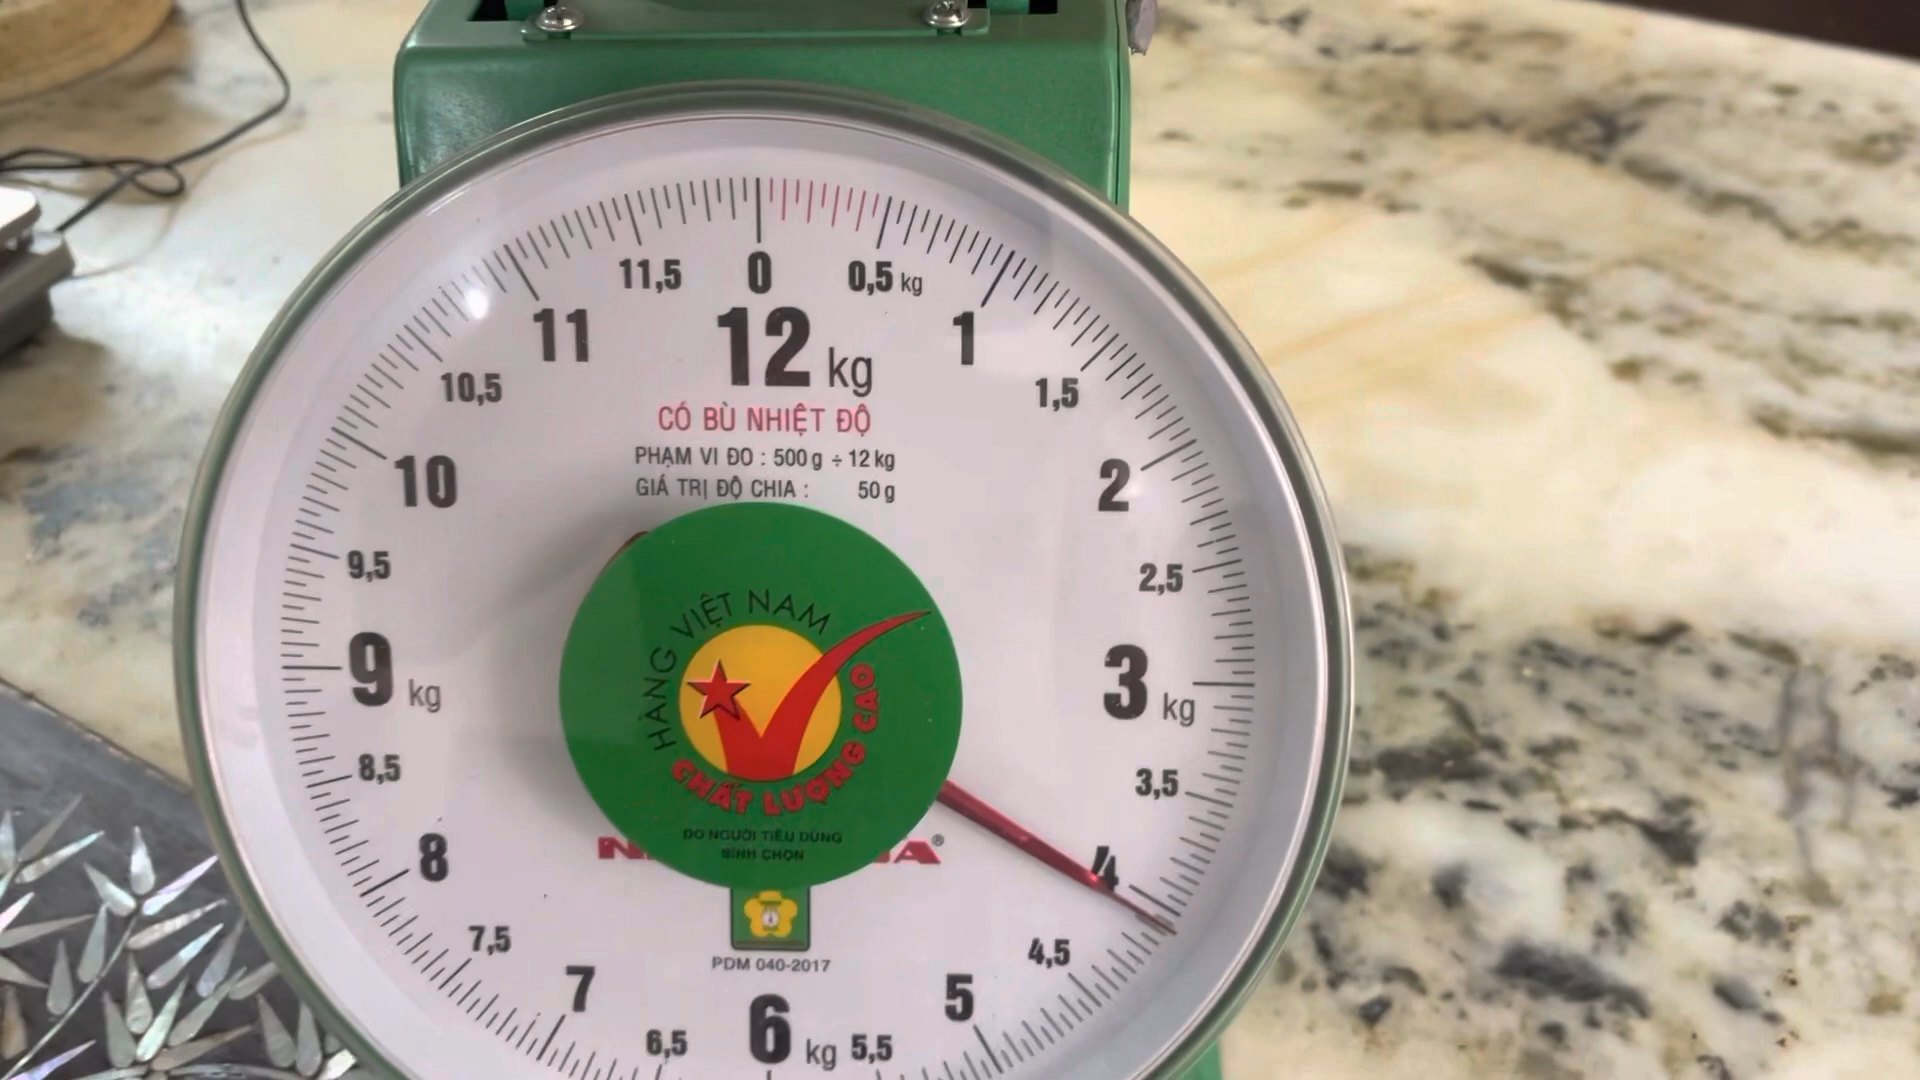 0
11,5
0,5 kg
12 kg
11
1
10,5
1,5
CÓ BÙ NHIỆT ĐỘ
PHẠM VI ĐO : 500 g ÷ 12 kg
GIÁ TRỊ ĐỘ CHIA : 50 g
10
2
9,5
2,5
HÀNG VIỆT NAM
CHẤT LƯỢNG CAO
9 kg
3 kg
8,5
3,5
DO NGƯỜI TIÊU DÙNG
BÌNH CHỌN
8
4
7,5
4,5
PDM 040-2017
7
5
6,5
6 kg
5,5